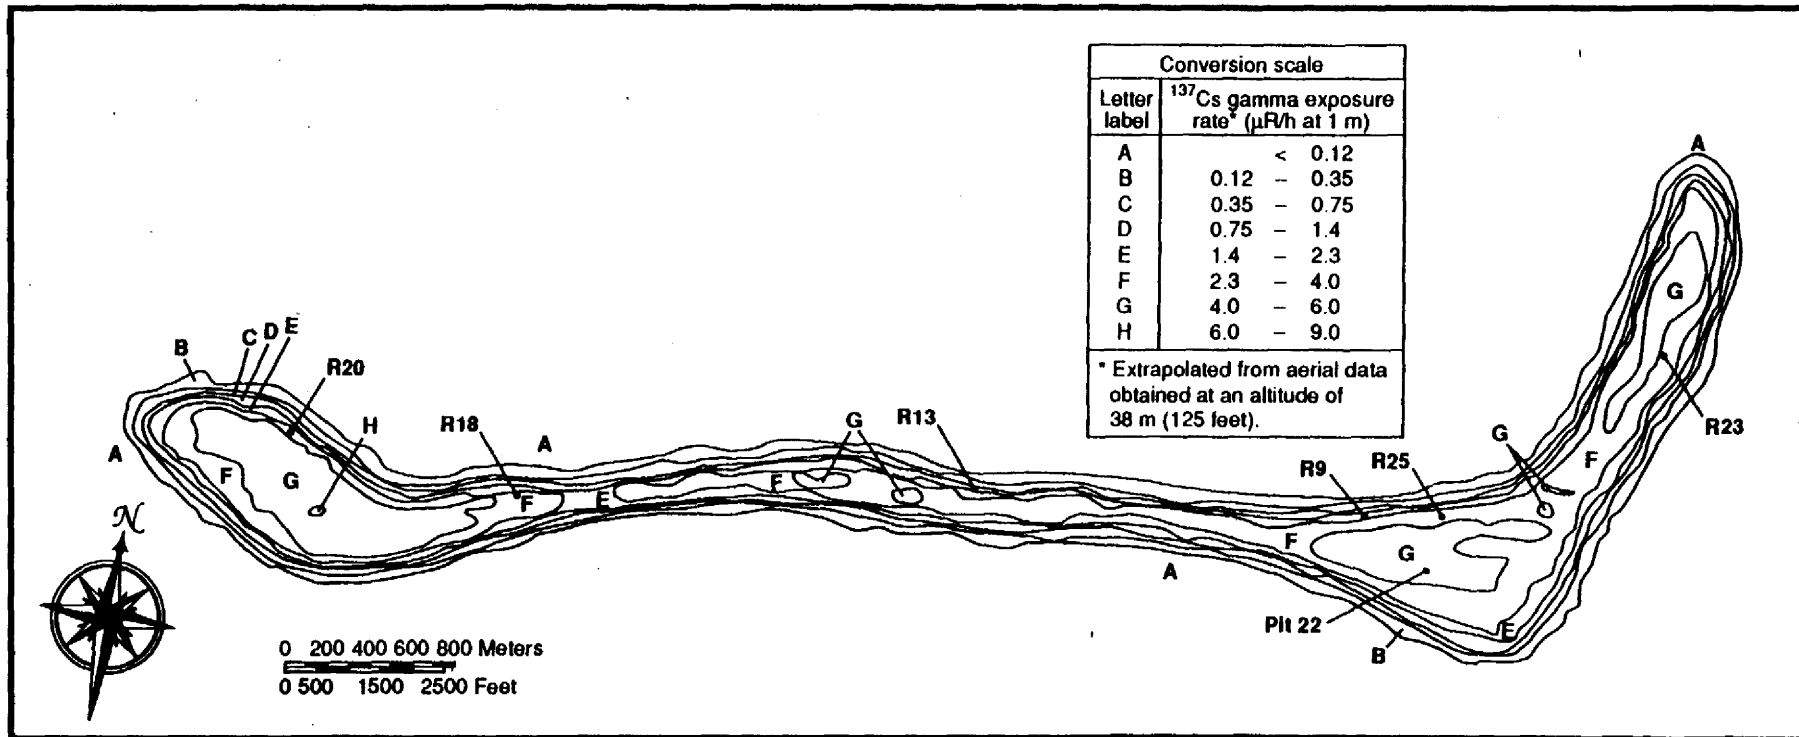 Conversion scale
Letter label
¹³⁷Cs gamma exposure rate* (µR/h at 1 m)
A < 0.12
B 0.12 – 0.35
C 0.35 – 0.75
D 0.75 – 1.4
E 1.4 – 2.3
F 2.3 – 4.0
G 4.0 – 6.0
H 6.0 – 9.0
* Extrapolated from aerial data
obtained at an altitude of
38 m (125 feet).
A
G
R23
B
C D E
R20
H
R18
A
G
R13
G
R9
R25
F
A
F
G
F
E
F
F
G
A
Pit 22
E
B
N
0 200 400 600 800 Meters
0 500 1500 2500 Feet